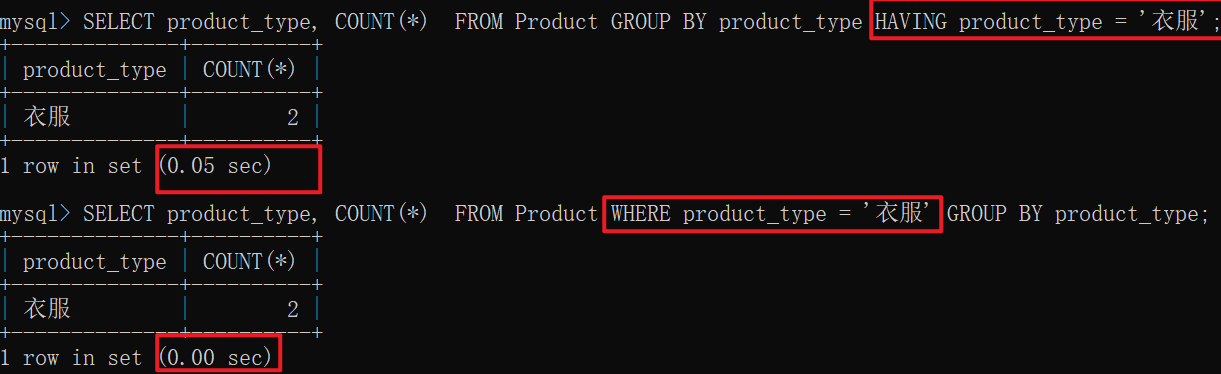 mysql> SELECT product_type, COUNT(*)  FROM Product GROUP BY product_type HAVING product_type = '衣服';
+--------------+----------+
| product_type | COUNT(*) |
+--------------+----------+
| 衣服         |        2 |
+--------------+----------+
1 row in set (0.05 sec)
mysql> SELECT product_type, COUNT(*)  FROM Product WHERE product_type = '衣服' GROUP BY product_type;
+--------------+----------+
| product_type | COUNT(*) |
+--------------+----------+
| 衣服         |        2 |
+--------------+----------+
1 row in set (0.00 sec)